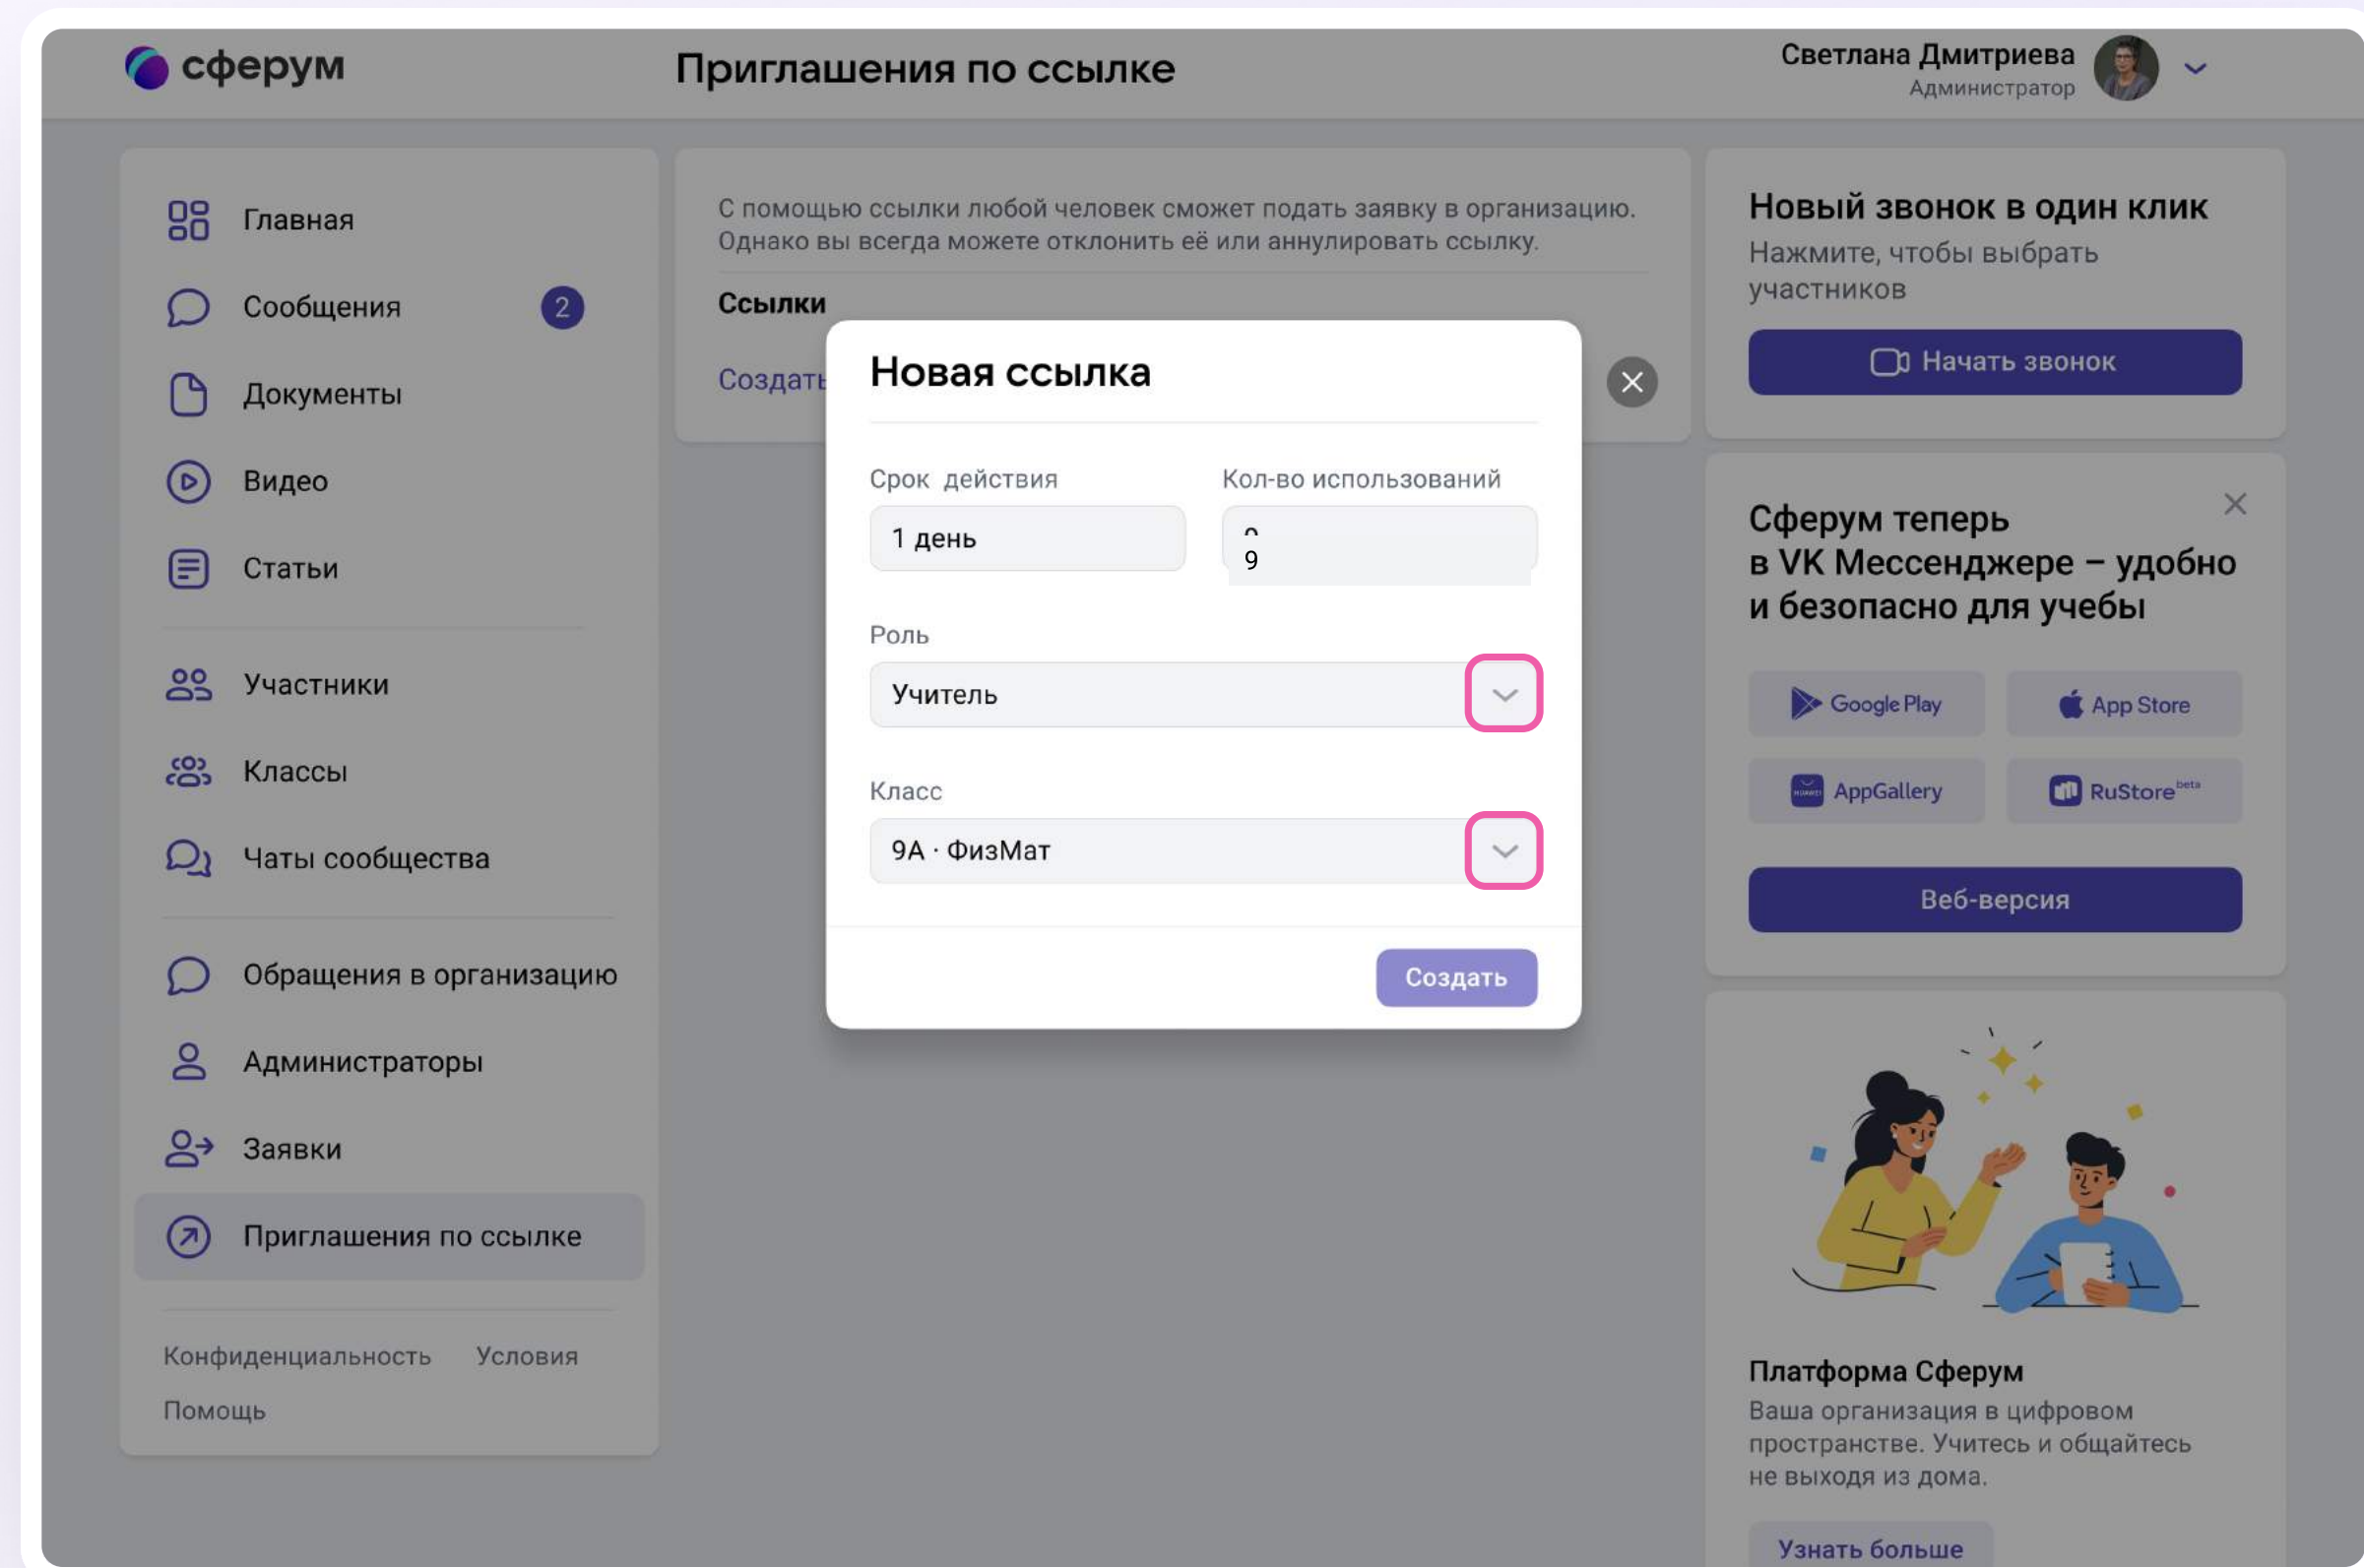 сферум
Приглашения по ссылке
Светлана Дмитриева
Администратор
Главная
Сообщения 2
Документы
Видео
Статьи
Участники
Классы
Чаты сообщества
Обращения в организацию
Администраторы
Заявки
Приглашения по ссылке
Конфиденциальность Условия
Помощь
С помощью ссылки любой человек сможет подать заявку в организацию.
Однако вы всегда можете отклонить её или аннулировать ссылку.
Ссылки
Создать
Новая ссылка
Срок действия Кол-во использований
1 день 9
Роль
Учитель
Класс
9А · ФизМат
Создать
Новый звонок в один клик
Нажмите, чтобы выбрать
участников
Начать звонок
Сферум теперь
в VK Мессенджере – удобно
и безопасно для учебы
Google Play App Store
AppGallery RuStore beta
Веб-версия
Платформа Сферум
Ваша организация в цифровом
пространстве. Учитесь и общайтесь
не выходя из дома.
Узнать больше